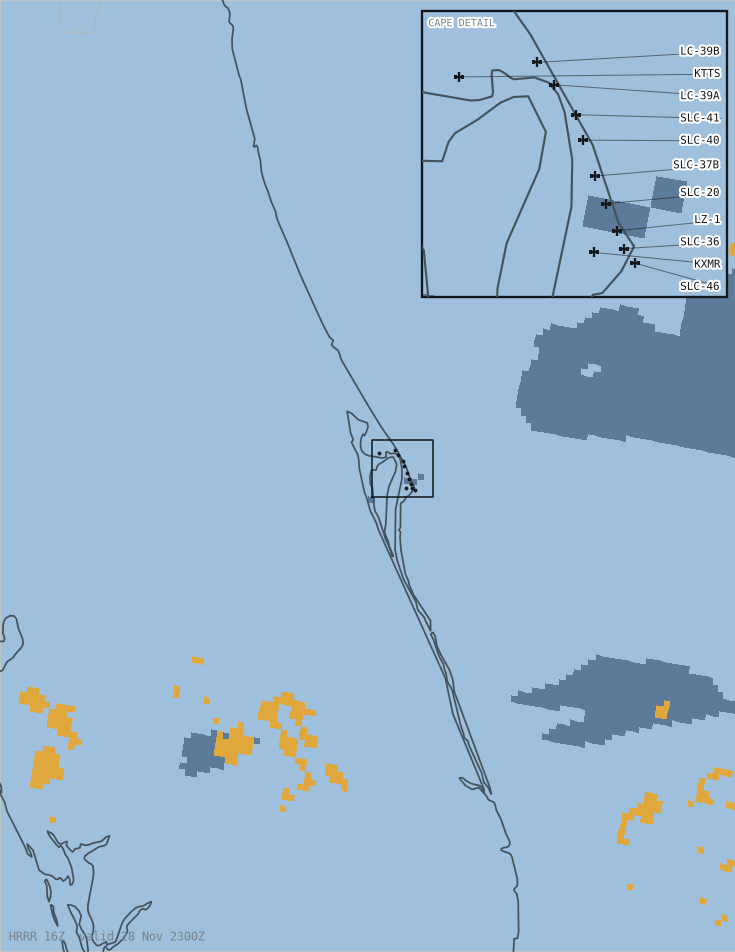 CAPE DETAIL
LC-39B
KTTS
LC-39A
SLC-41
SLC-40
SLC-37B
SLC-20
LZ-1
SLC-36
KXMR
SLC-46
HRRR 16Z valid 28 Nov 2300Z